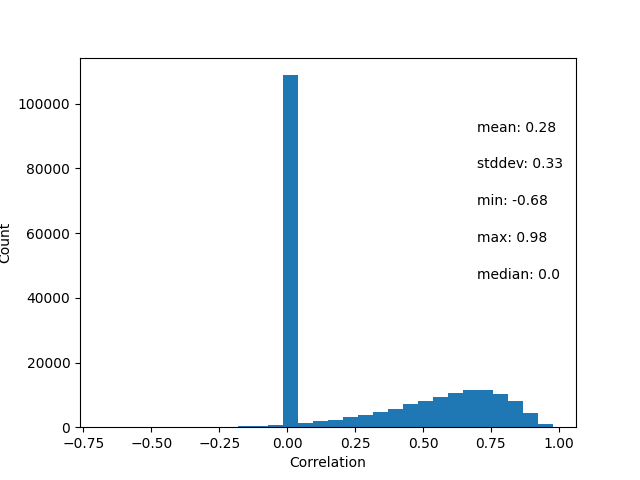 100000
80000
60000
40000
20000
0
Count
mean: 0.28
stddev: 0.33
min: -0.68
max: 0.98
median: 0.0
−0.75 −0.50 −0.25 0.00 0.25 0.50 0.75 1.00
Correlation